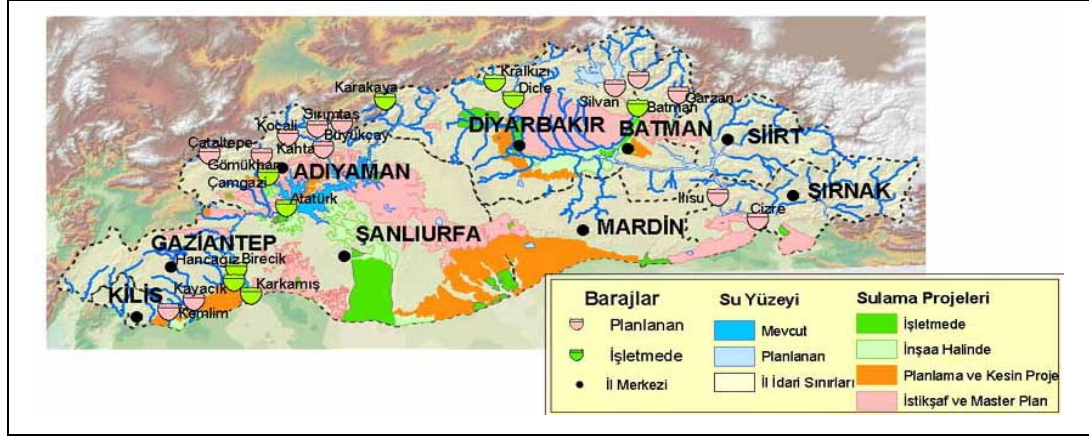 Kralkızı
Dicle
Karakaya
Silvan
Batman
Garzan
Sırımtaş
Koçali
Büyükçay
DİYARBAKIR
BATMAN
SİİRT
Çataltepe
Kahta
Gömükhan
ADIYAMAN
Çamgazi
Atatürk
ŞIRNAK
Ilısu
Cizre
MARDİN
ŞANLIURFA
GAZİANTEP
Hancağız
Birecik
KİLİS
Kayacık
Karkamış
Kemlim
Barajlar
Planlanan
İşletmede
İl Merkezi
Su Yüzeyi
Mevcut
Planlanan
İl İdari Sınırları
Sulama Projeleri
İşletmede
İnşaa Halinde
Planlama ve Kesin Proje
İstikşaf ve Master Plan